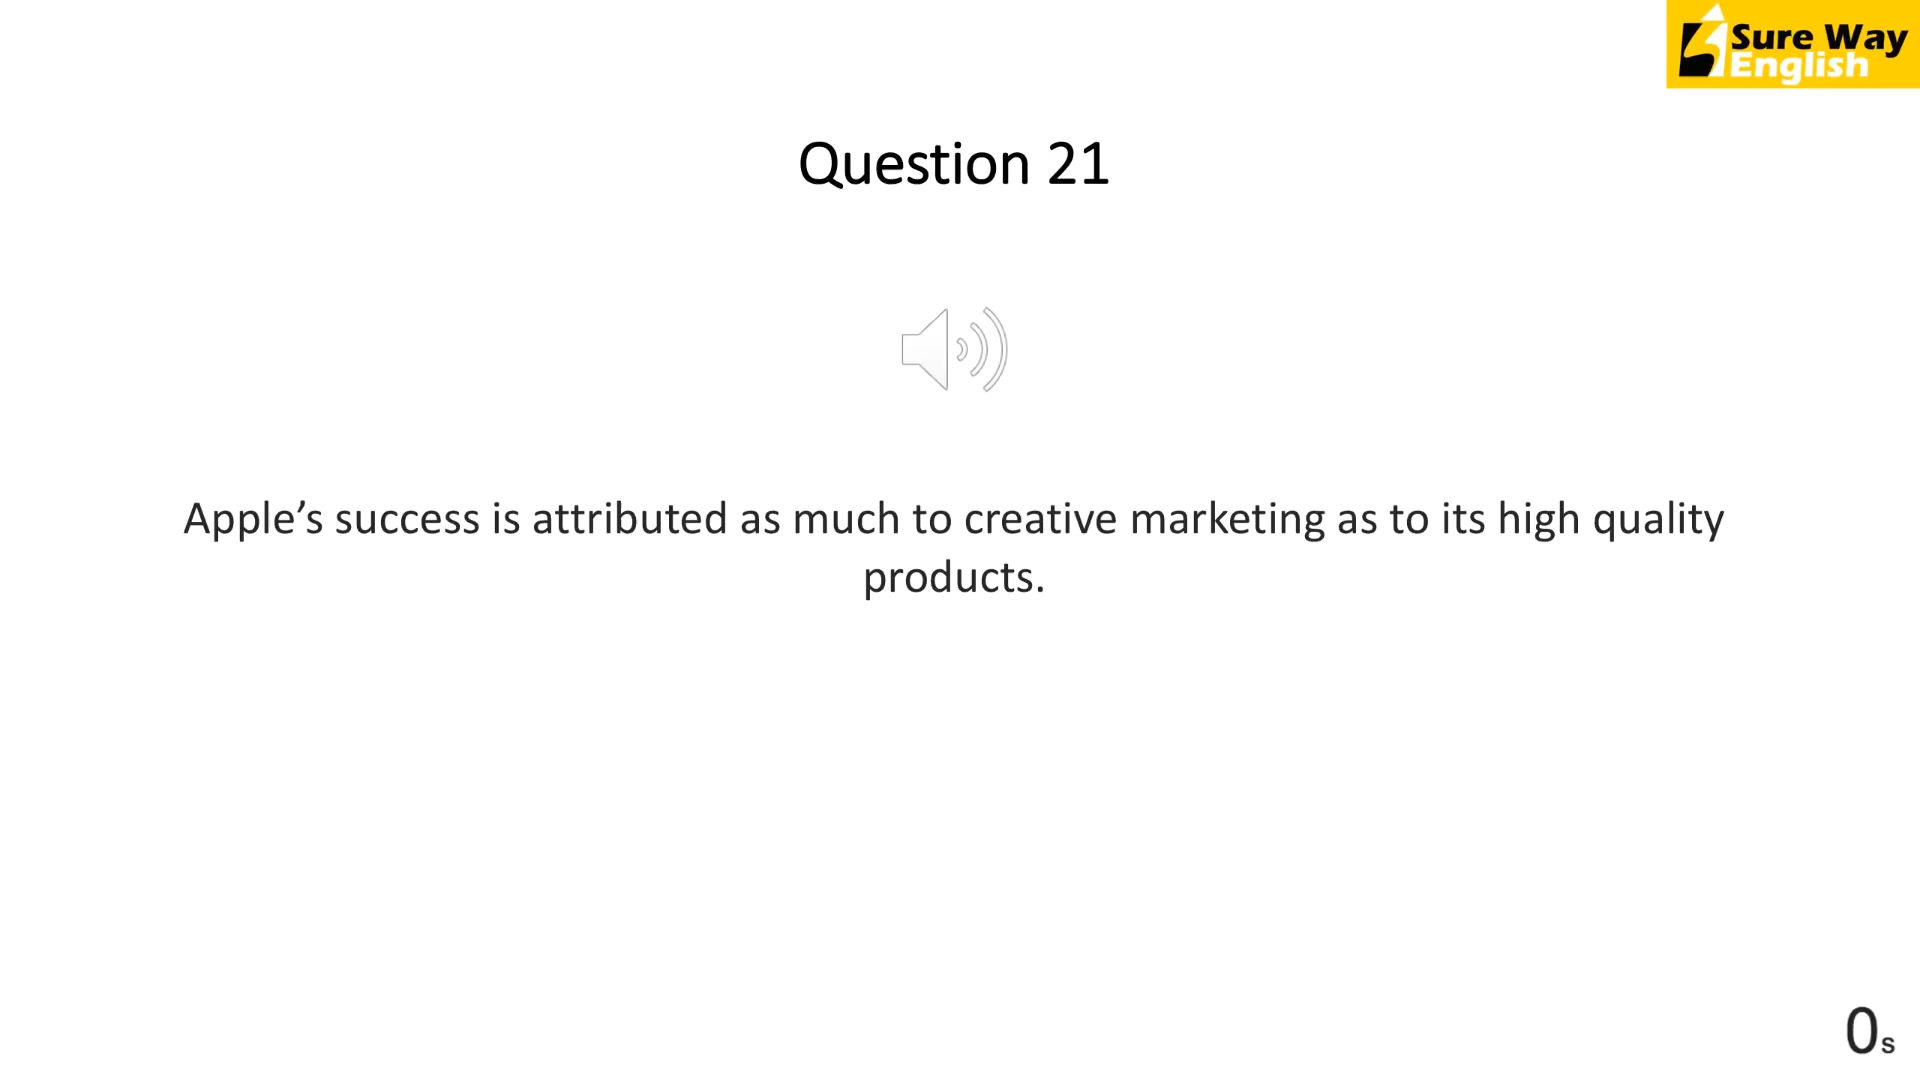 Sure Way
English
Question 21
Apple’s success is attributed as much to creative marketing as to its high quality
products.
0s